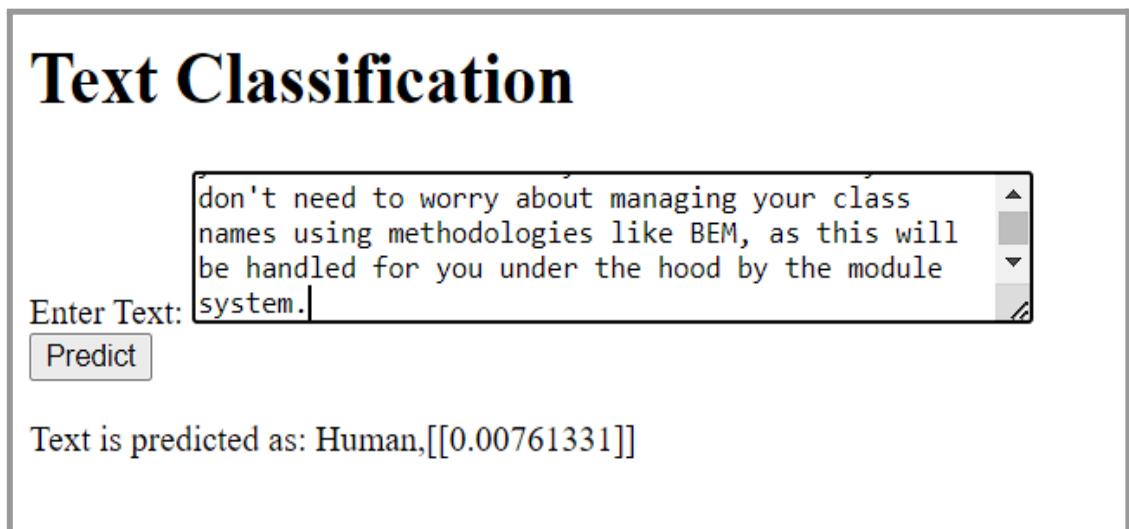 Text Classification
don't need to worry about managing your class
names using methodologies like BEM, as this will
be handled for you under the hood by the module
Enter Text: system.
Predict
Text is predicted as: Human,[[0.00761331]]